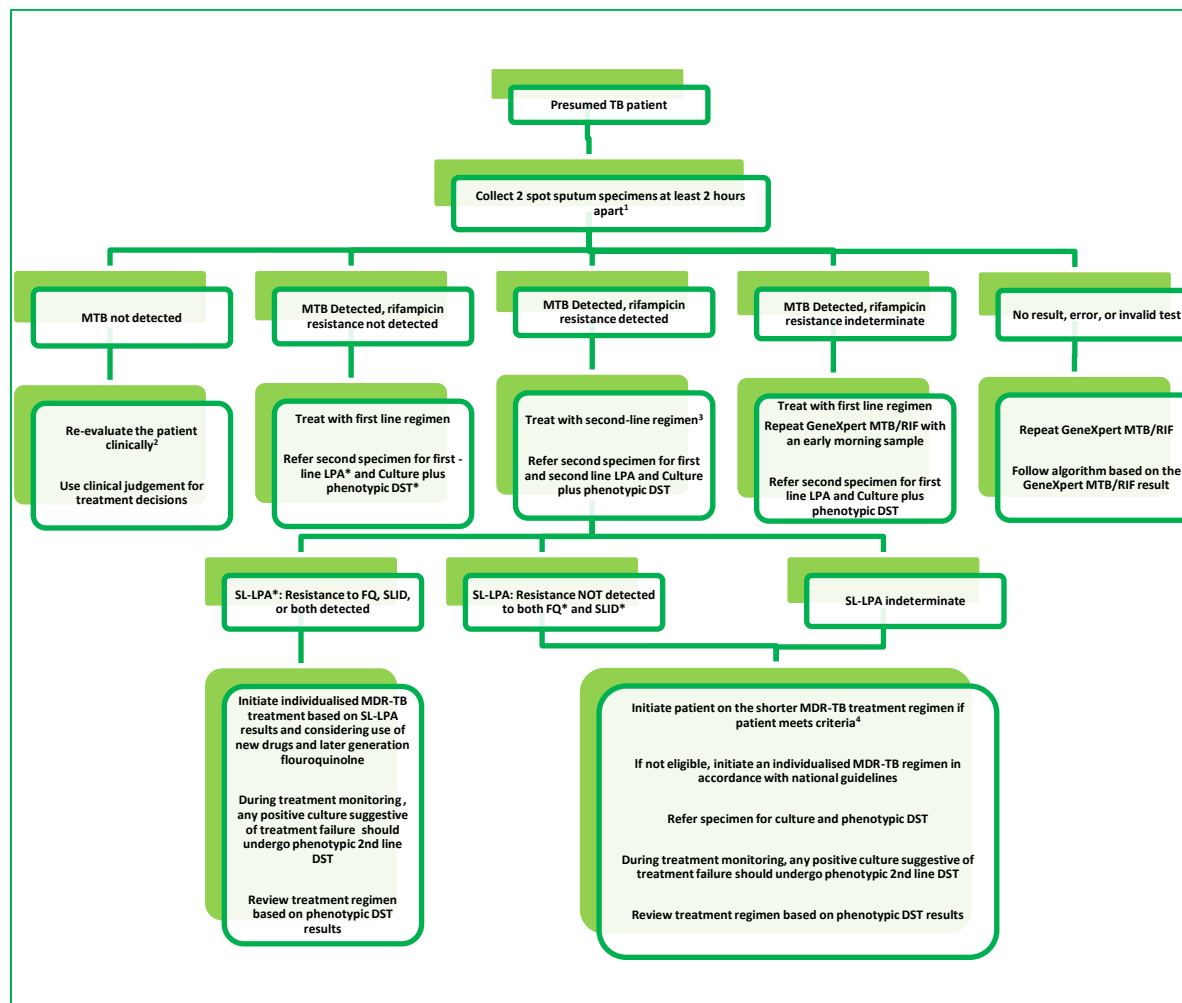 Presumed TB patient
Collect 2 spot sputum specimens at least 2 hours
apart¹
MTB not detected
MTB Detected, rifampicin
resistance not detected
MTB Detected, rifampicin
resistance detected
MTB Detected, rifampicin
resistance indeterminate
No result, error, or invalid test
Re-evaluate the patient
clinically²
Use clinical judgement for
treatment decisions
Treat with first line regimen
Refer second specimen for first -
line LPA* and Culture plus
phenotypic DST*
Treat with second-line regimen³
Refer second specimen for first
and second line LPA and Culture
plus phenotypic DST
Treat with first line regimen
Repeat GeneXpert MTB/RIF with
an early morning sample
Refer second specimen for first
line LPA and Culture plus
phenotypic DST
Repeat GeneXpert MTB/RIF
Follow algorithm based on the
GeneXpert MTB/RIF result
SL-LPA*: Resistance to FQ, SLID,
or both detected
SL-LPA: Resistance NOT detected
to both FQ* and SLID*
SL-LPA indeterminate
Initiate individualised MDR-TB
treatment based on SL-LPA
results and considering use of
new drugs and later generation
flouroquinolne
During treatment monitoring ,
any positive culture suggestive
of treatment failure should
undergo phenotypic 2nd line
DST
Review treatment regimen
based on phenotypic DST
results
Initiate patient on the shorter MDR-TB treatment regimen if
patient meets criteria⁴
If not eligible, initiate an individualised MDR-TB regimen in
accordance with national guidelines
Refer specimen for culture and phenotypic DST
During treatment monitoring, any positive culture suggestive of
treatment failure should undergo phenotypic 2nd line DST
Review treatment regimen based on phenotypic DST results